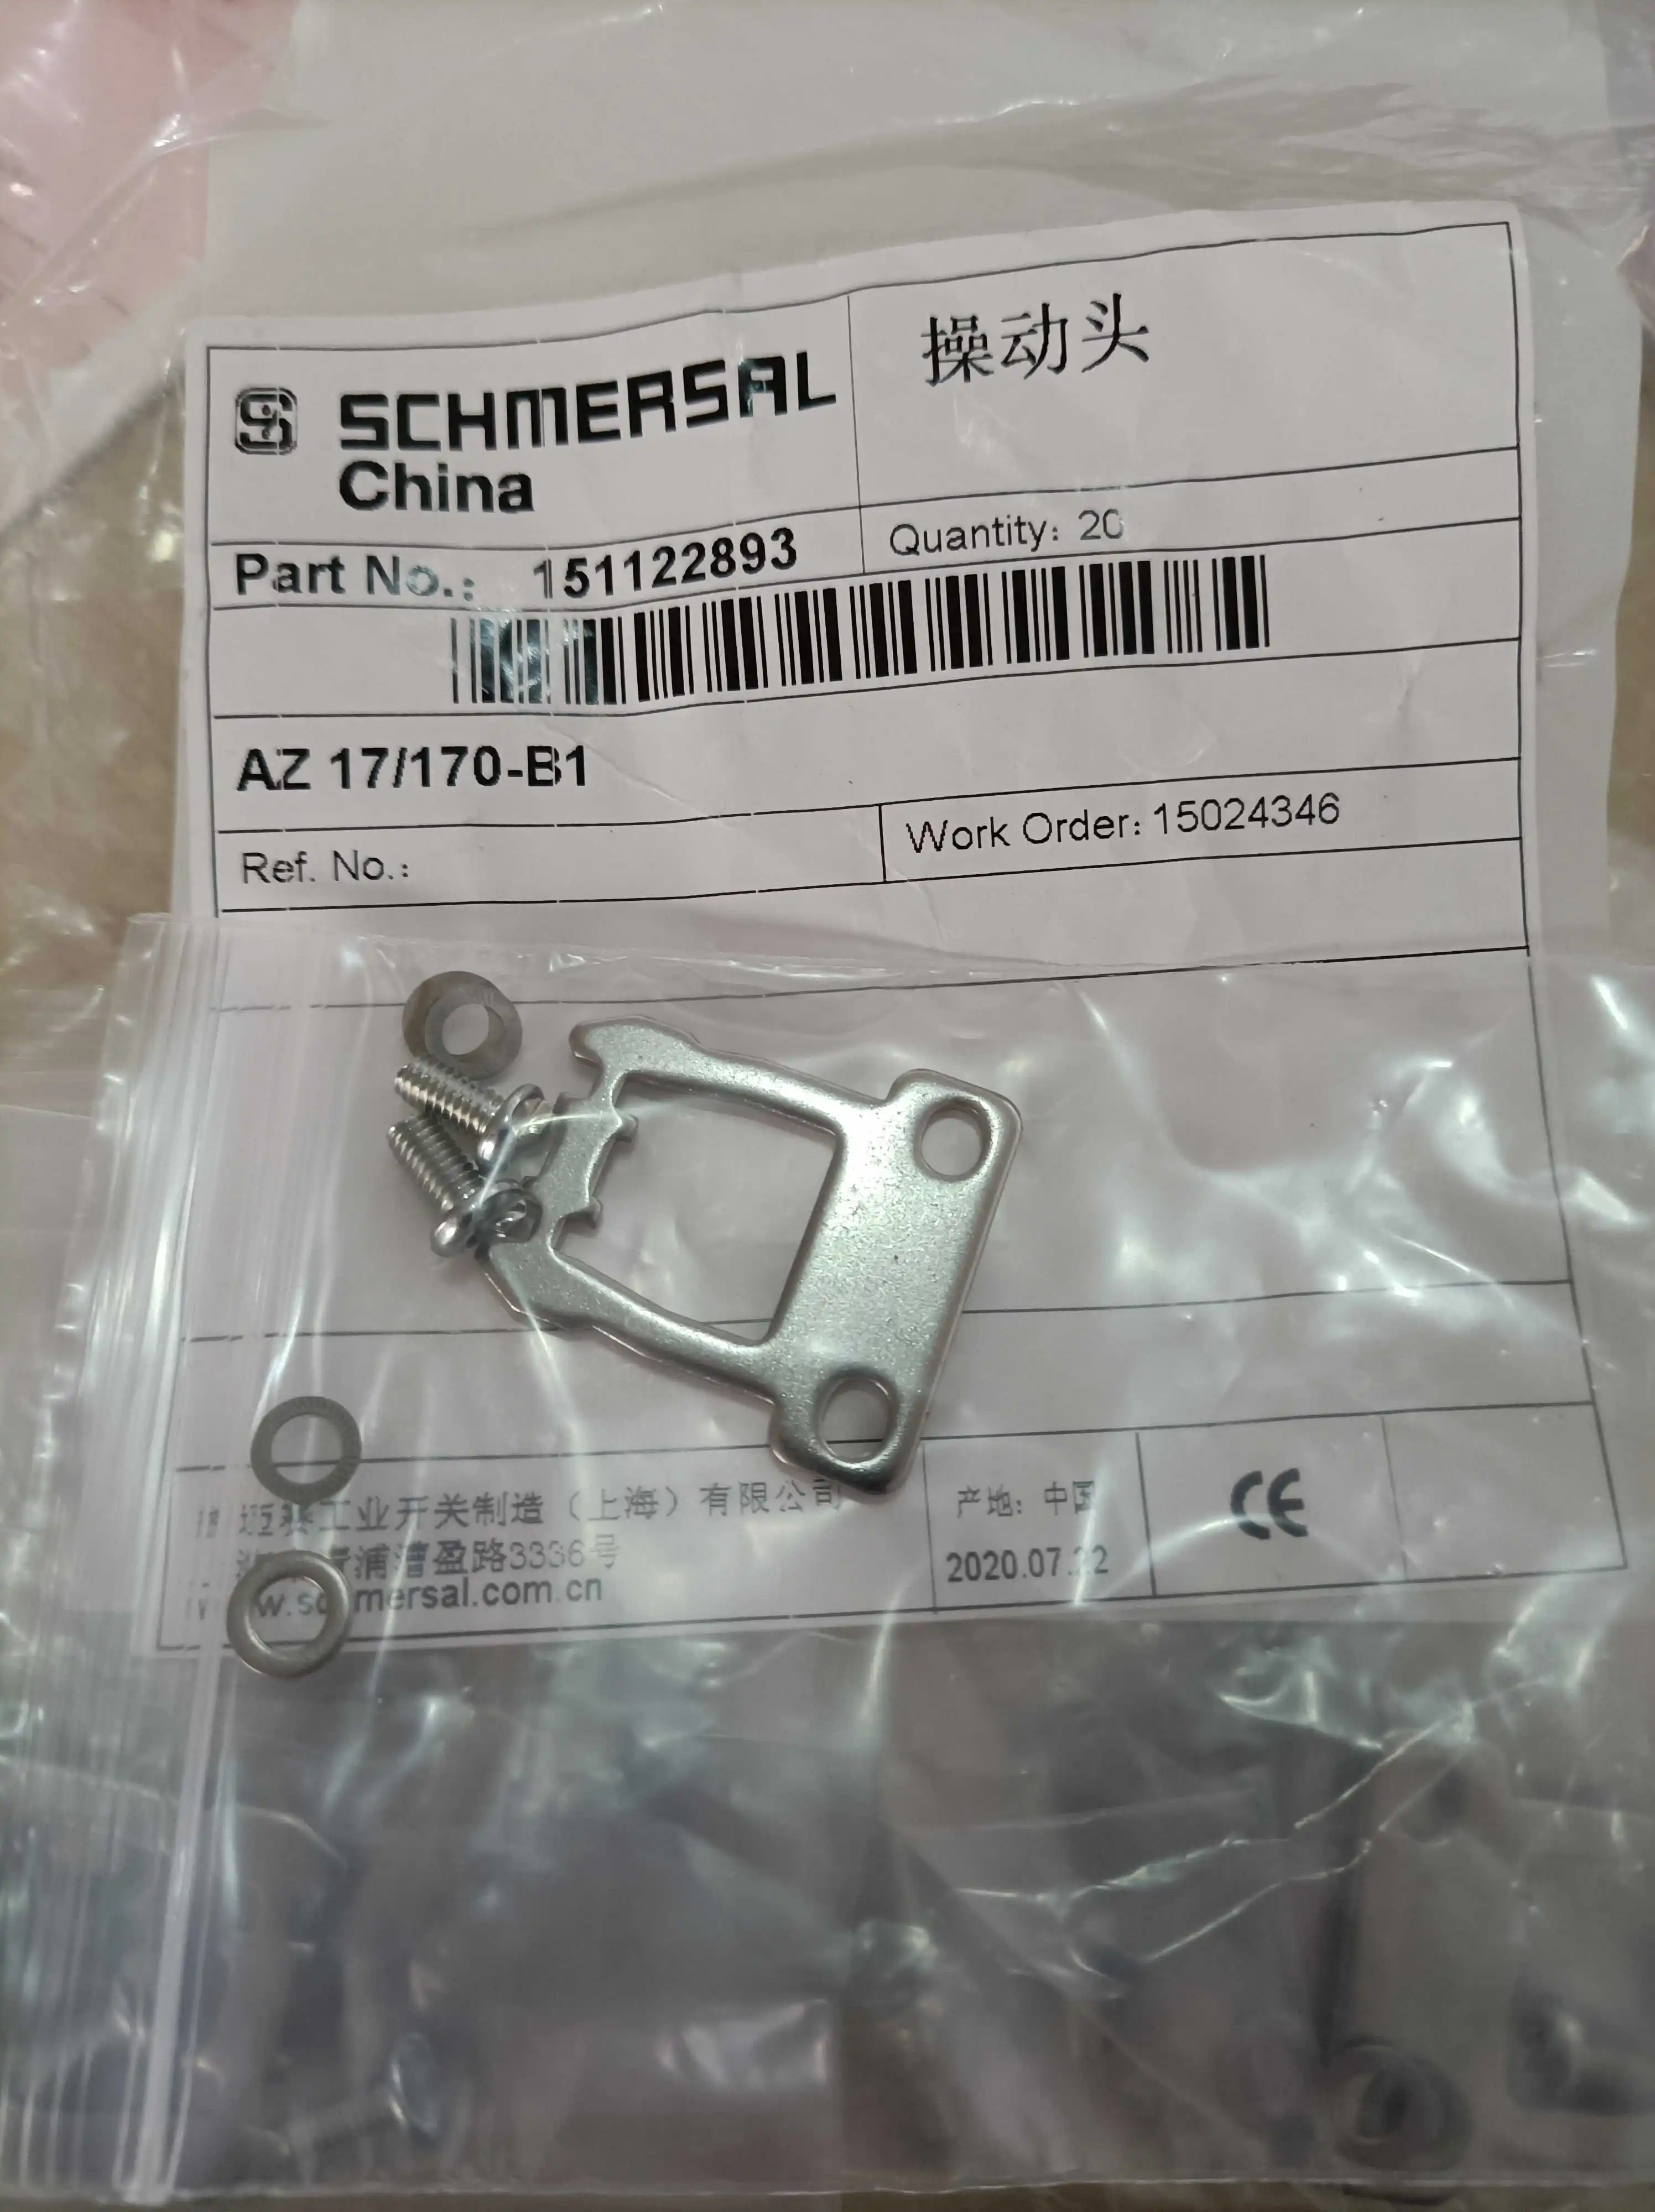 操动头
SCHMERSAL
China
Part No.: 151122893
Quantity: 20
AZ 17/170-B1
Ref. No.:
Work Order: 15024346
工业开关制造（上海）有限公司
浦漕盈路3336号
mersal.com.cn
产地: 中国
2020.07.22
CE